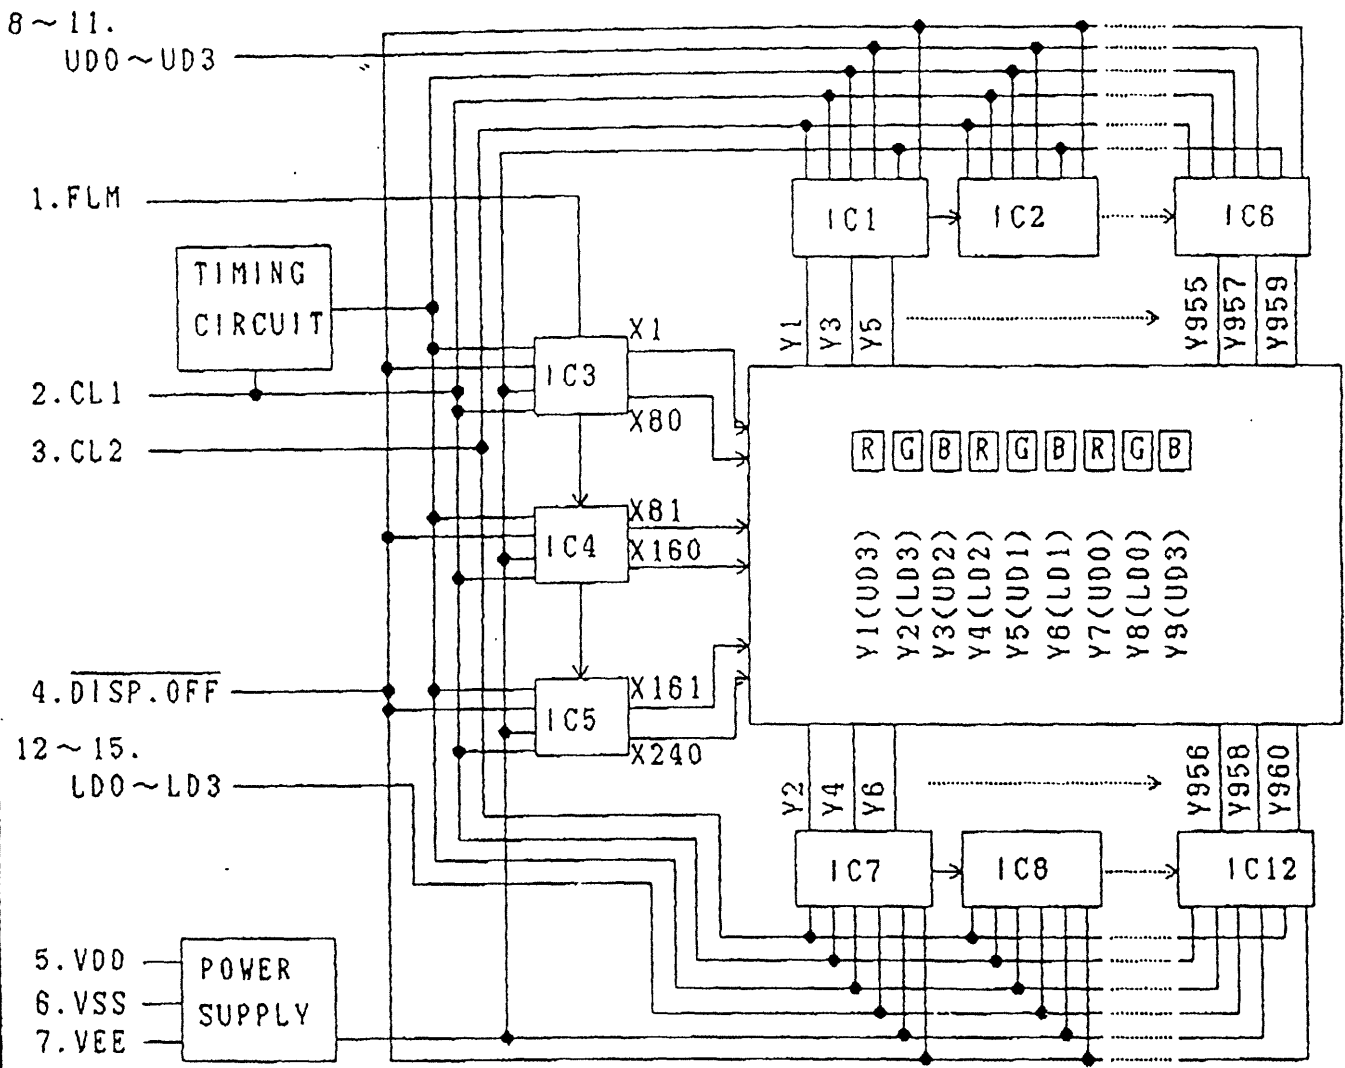 8～11.
UD0～UD3
1.FLM
TIMING
CIRCUIT
2.CL1
3.CL2
4.DISP.OFF
12～15.
LD0～LD3
5.VDD
6.VSS
7.VEE
POWER
SUPPLY
IC1
IC2
IC6
Y1
Y3
Y5
Y955
Y957
Y959
IC3
X1
X80
IC4
X81
X160
IC5
X161
X240
R G B R G B R G B
Y1(UD3)
Y2(LD3)
Y3(UD2)
Y4(LD2)
Y5(UD1)
Y6(LD1)
Y7(UD0)
Y8(LD0)
Y9(UD3)
Y2
Y4
Y6
Y956
Y958
Y960
IC7
IC8
IC12